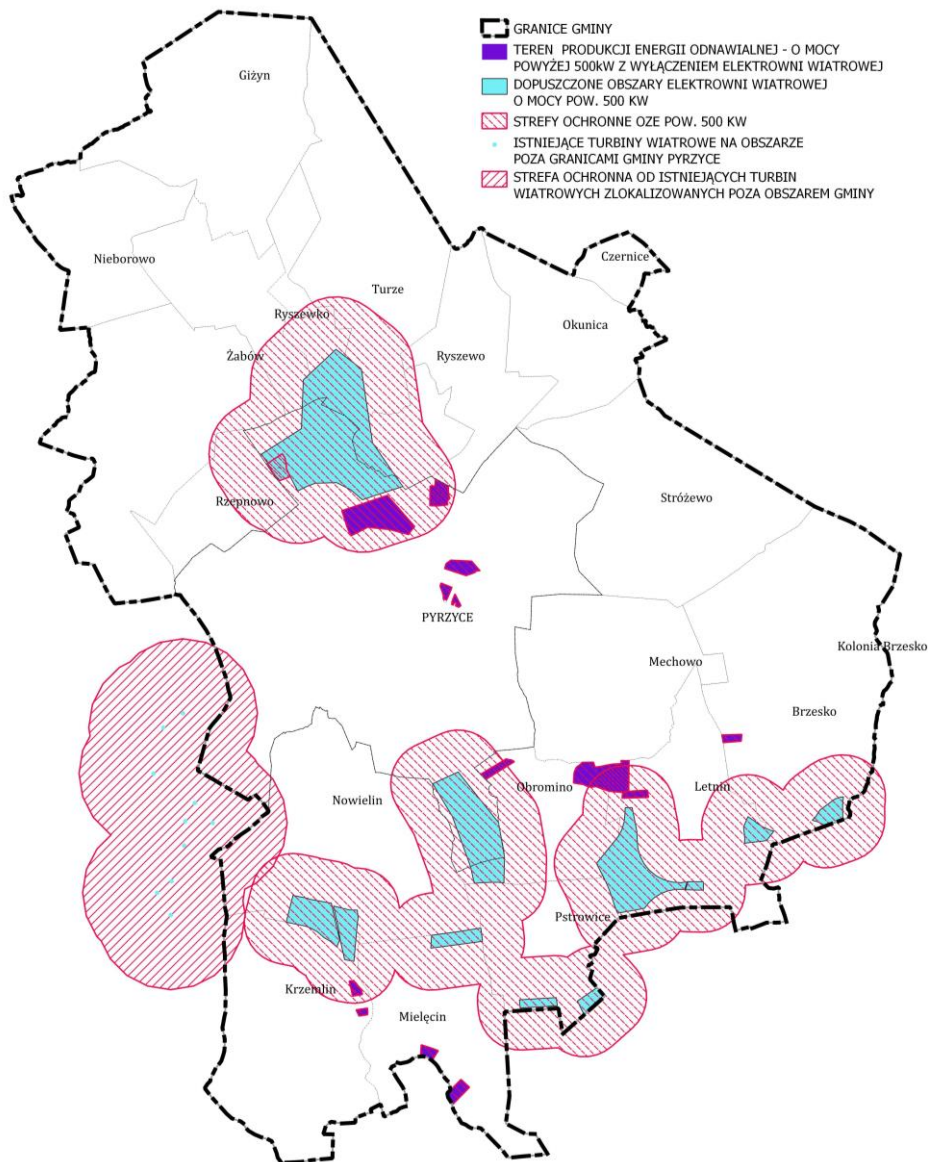 GRANICE GMINY
TEREN PRODUKCJI ENERGII ODNAWIALNEJ - O MOCY
POWYŻEJ 500kW Z WYŁĄCZENIEM ELEKTROWNI WIATROWEJ
DOPUSZCZONE OBSZARY ELEKTROWNI WIATROWEJ
O MOCY POW. 500 KW
STREFY OCHRONNE OZE POW. 500 KW
ISTNIEJĄCE TURBINY WIATROWE NA OBSZARZE
POZA GRANICAMI GMINY PYRZYCE
STREFA OCHRONNA OD ISTNIEJĄCYCH TURBIN
WIATROWYCH ZLOKALIZOWANYCH POZA OBSZAREM GMINY
Giżyn
Nieborowo
Czernice
Turze
Ryszewko
Okunica
Żabów
Ryszewo
Rzepnowo
Stróżewo
PYRZYCE
Kolonia Brzesko
Mechowo
Brzesko
Obromino
Letnin
Nowielin
Pstrowice
Krzemlin
Mielęcin